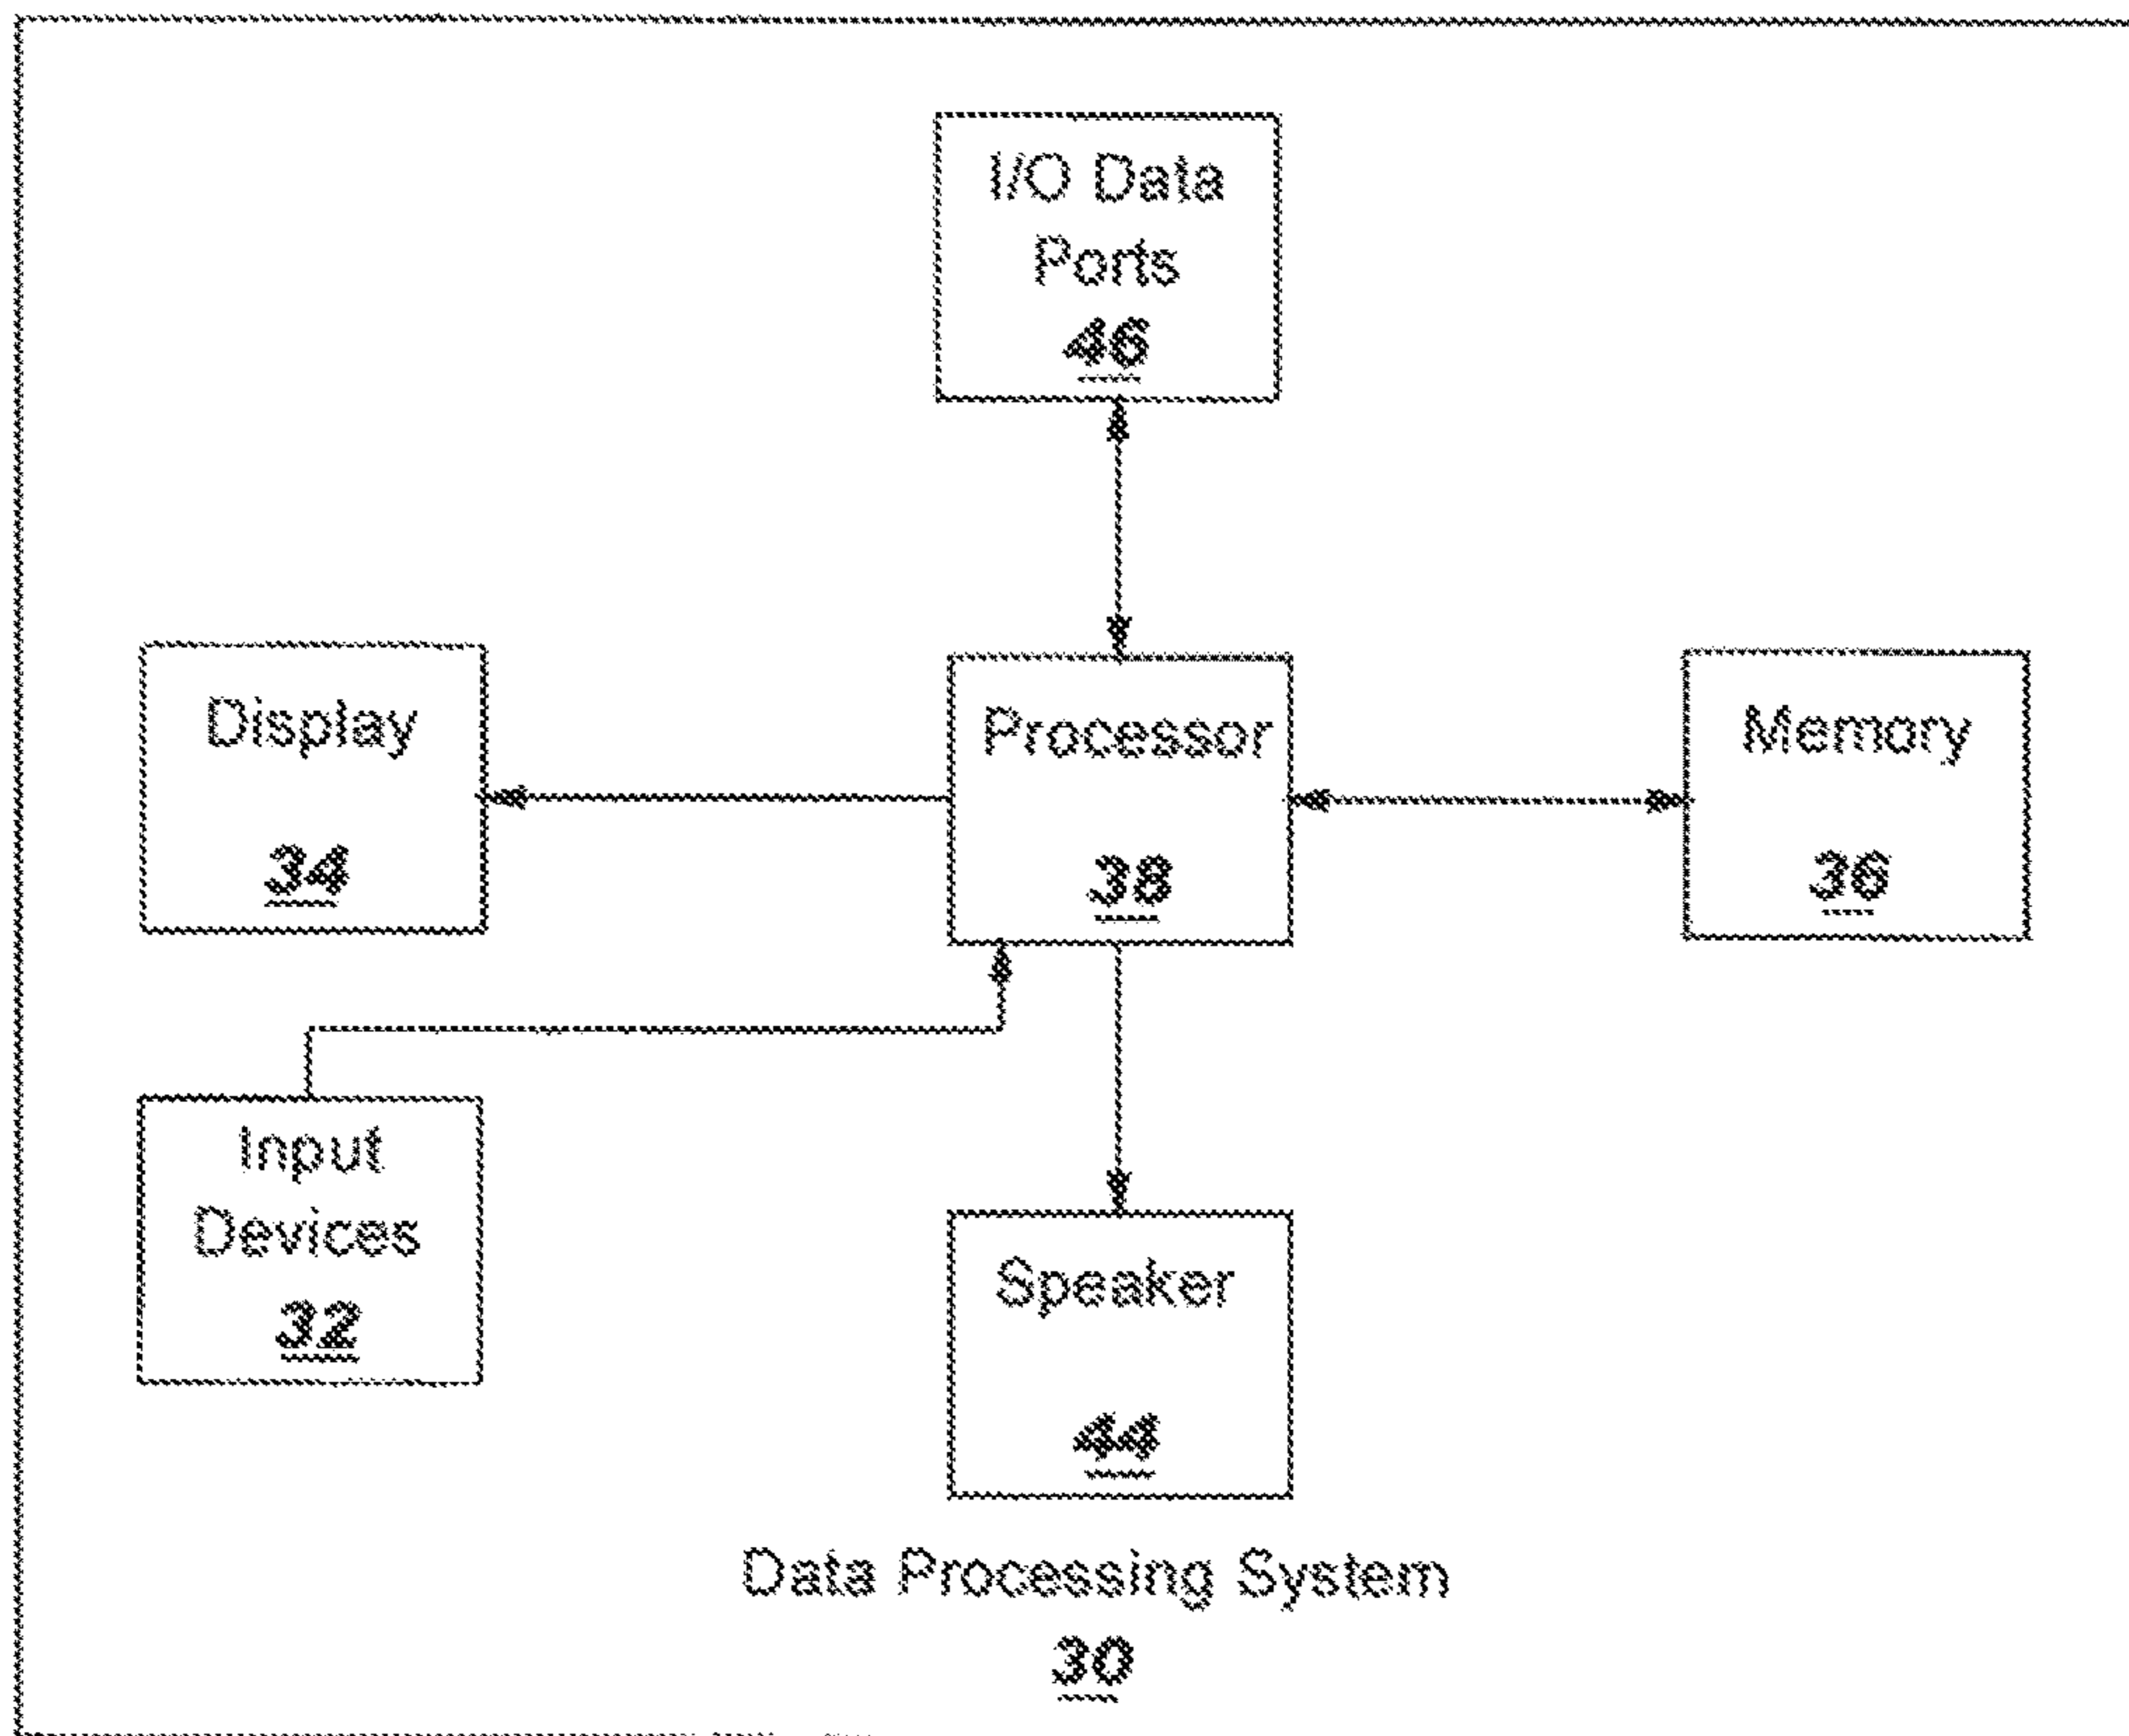 I/O Data
Ports
46
Display
34
Processor
38
Memory
36
Input
Devices
32
Speaker
44
Data Processing System
30